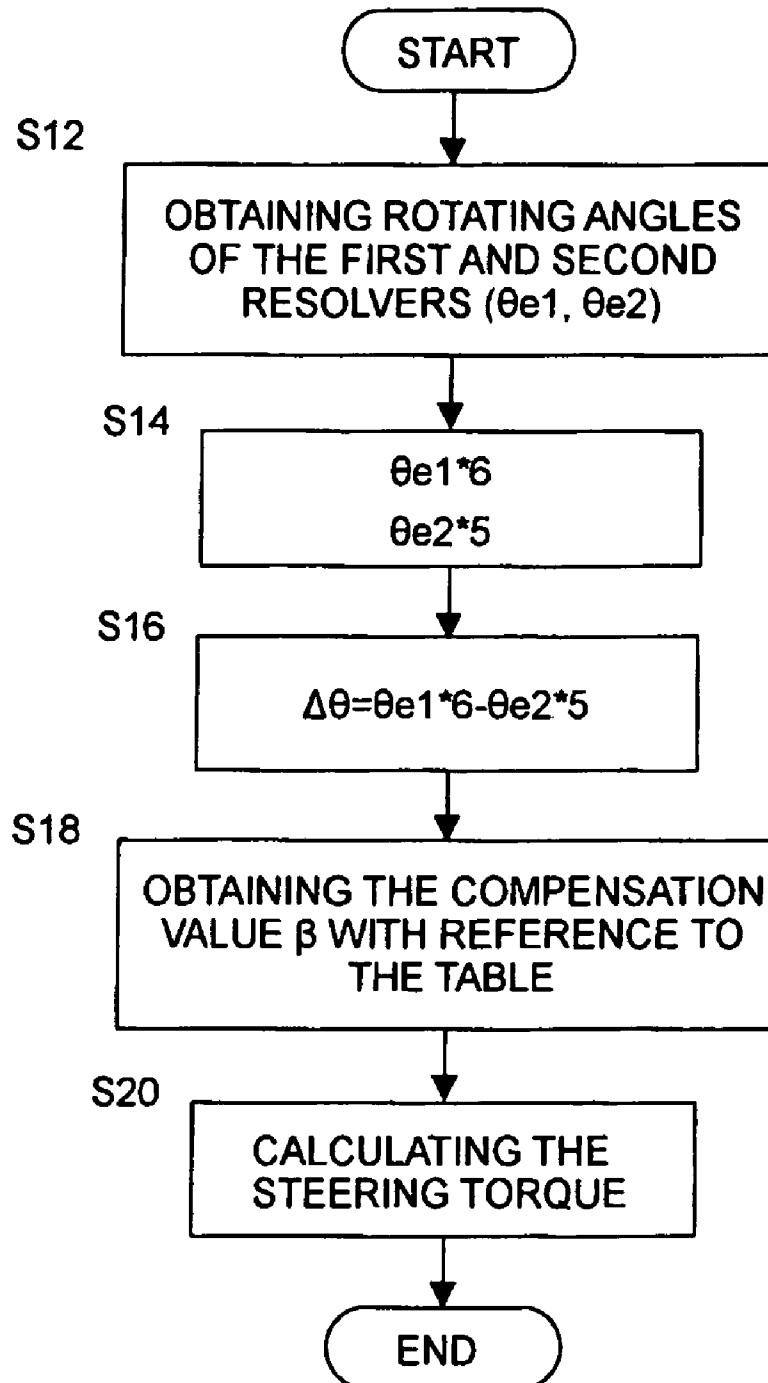 START
S12
OBTAINING ROTATING ANGLES
OF THE FIRST AND SECOND
RESOLVERS (θe1, θe2)
S14
θe1*6
θe2*5
S16
Δθ=θe1*6-θe2*5
S18
OBTAINING THE COMPENSATION
VALUE β WITH REFERENCE TO
THE TABLE
S20
CALCULATING THE
STEERING TORQUE
END